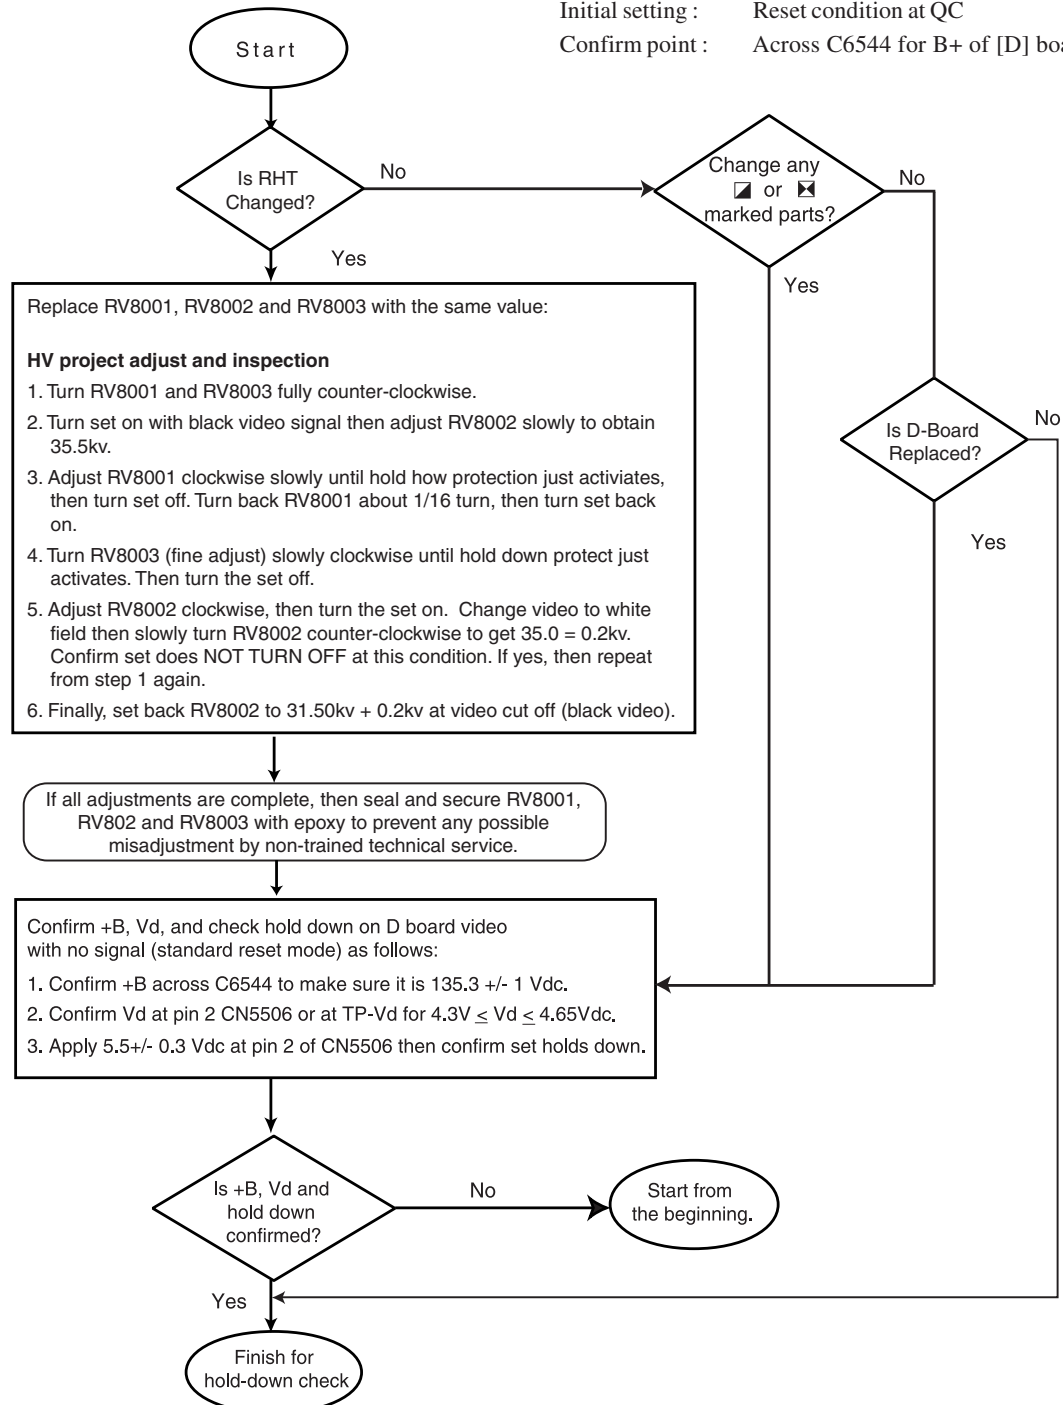 Initial setting : Reset condition at QC
Confirm point : Across C6544 for B+ of [D]
Start
Is RHT
Changed?
No
Yes
Change any
or
marked parts?
No
Yes
Is D-Board
Replaced?
No
Yes
Replace RV8001, RV8002 and RV8003 with the same value:
HV project adjust and inspection
1. Turn RV8001 and RV8003 fully counter-clockwise.
2. Turn set on with black video signal then adjust RV8002 slowly to obtain
35.5kv.
3. Adjust RV8001 clockwise slowly until hold how protection just activiates,
then turn set off. Turn back RV8001 about 1/16 turn, then turn set back
on.
4. Turn RV8003 (fine adjust) slowly clockwise until hold down protect just
activates. Then turn the set off.
5. Adjust RV8002 clockwise, then turn the set on. Change video to white
field then slowly turn RV8002 counter-clockwise to get 35.0 = 0.2kv.
Confirm set does NOT TURN OFF at this condition. If yes, then repeat
from step 1 again.
6. Finally, set back RV8002 to 31.50kv + 0.2kv at video cut off (black video).
If all adjustments are complete, then seal and secure RV8001,
RV802 and RV8003 with epoxy to prevent any possible
misadjustment by non-trained technical service.
Confirm +B, Vd, and check hold down on D board video
with no signal (standard reset mode) as follows:
1. Confirm +B across C6544 to make sure it is 135.3 +/- 1 Vdc.
2. Confirm Vd at pin 2 CN5506 or at TP-Vd for 4.3V ≤ Vd ≤ 4.65Vdc.
3. Apply 5.5+/- 0.3 Vdc at pin 2 of CN5506 then confirm set holds down.
Is +B, Vd and
hold down
confirmed?
No
Start from
the beginning.
Yes
Finish for
hold-down check